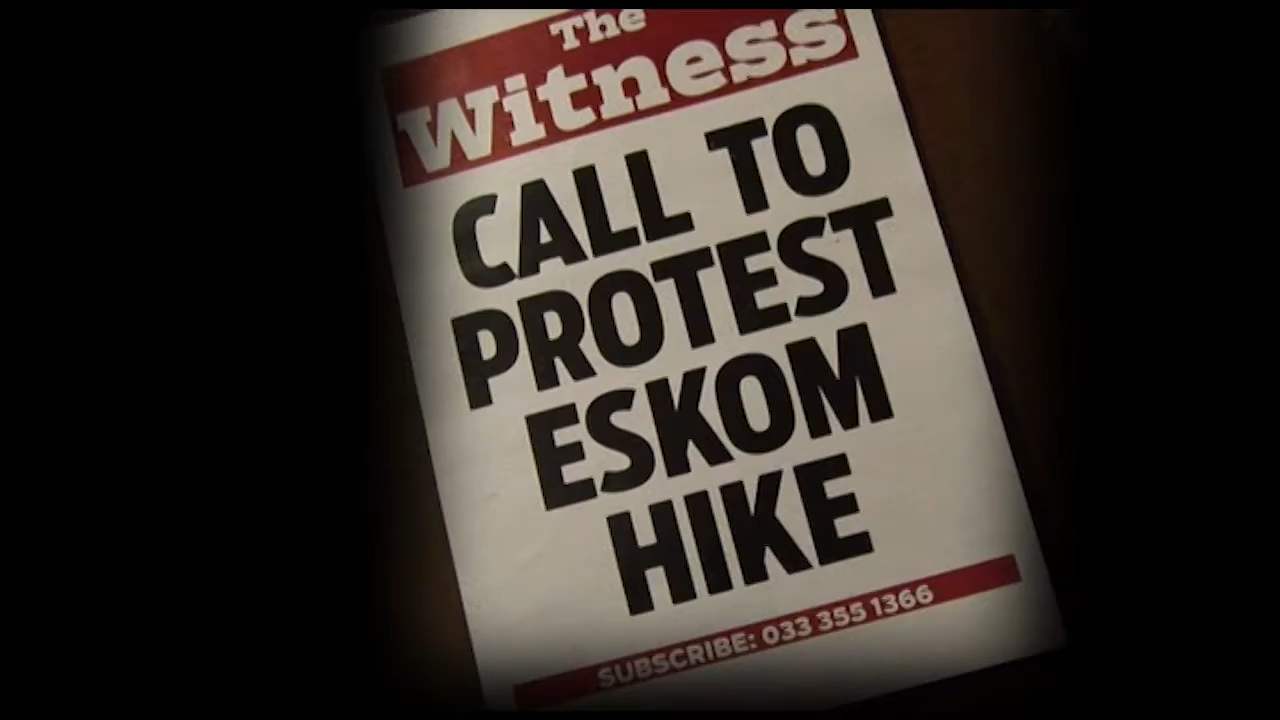 The
Witness
CALL TO
PROTEST
ESKOM
HIKE
SUBSCRIBE: 033 355 1366